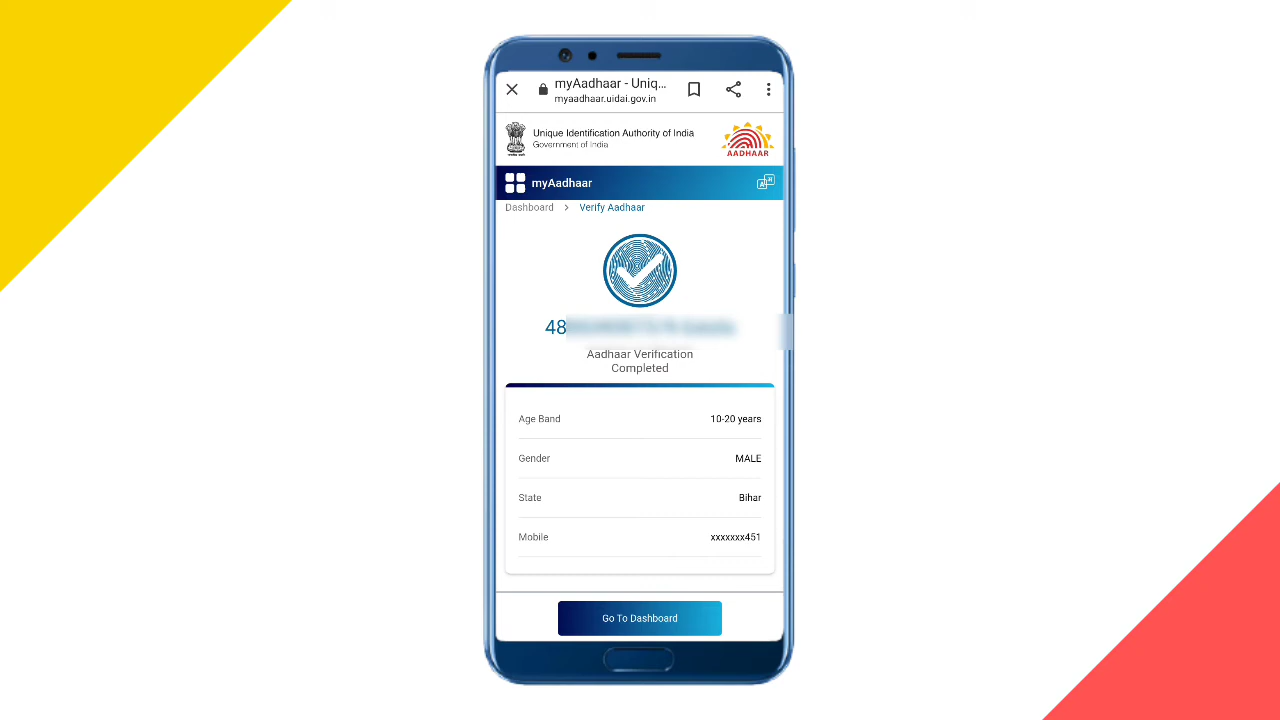 myAadhaar - Uniq...
myaadhaar.uidai.gov.in
Unique Identification Authority of India
Government of India
AADHAAR
myAadhaar
Dashboard > Verify Aadhaar
48
Aadhaar Verification
Completed
Age Band 10-20 years
Gender MALE
State Bihar
Mobile xxxxxxx451
Go To Dashboard